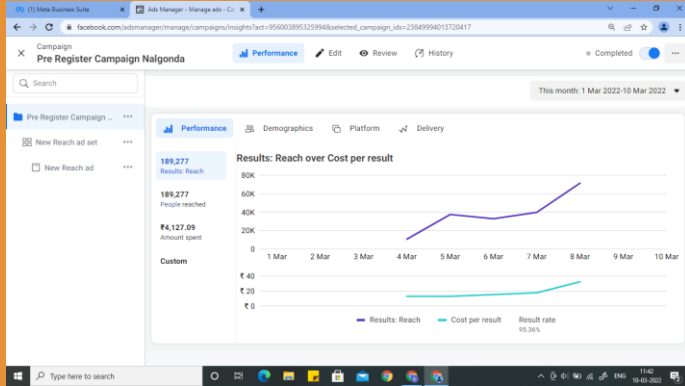 (1) Meta Business Suite
Ads Manager - Manage ads - Co
facebook.com/adsmanager/manage/campaigns/insights?act=956003895325994&selected_campaign_ids=23849994013720417
Campaign
Pre Register Campaign Nalgonda
Performance
Edit
Review
History
Completed
Search
This month: 1 Mar 2022-10 Mar 2022
Pre Register Campaign ...
New Reach ad set
New Reach ad
Performance
Demographics
Platform
Delivery
189,277
Results: Reach
189,277
People reached
₹4,127.09
Amount spent
Custom
Results: Reach over Cost per result
80K
60K
40K
20K
0
1 Mar 2 Mar 3 Mar 4 Mar 5 Mar 6 Mar 7 Mar 8 Mar 9 Mar 10 Mar
₹ 40
₹ 20
₹ 0
Results: Reach
Cost per result
Result rate
95.36%
Type here to search
ENG
11:42
10-03-2022